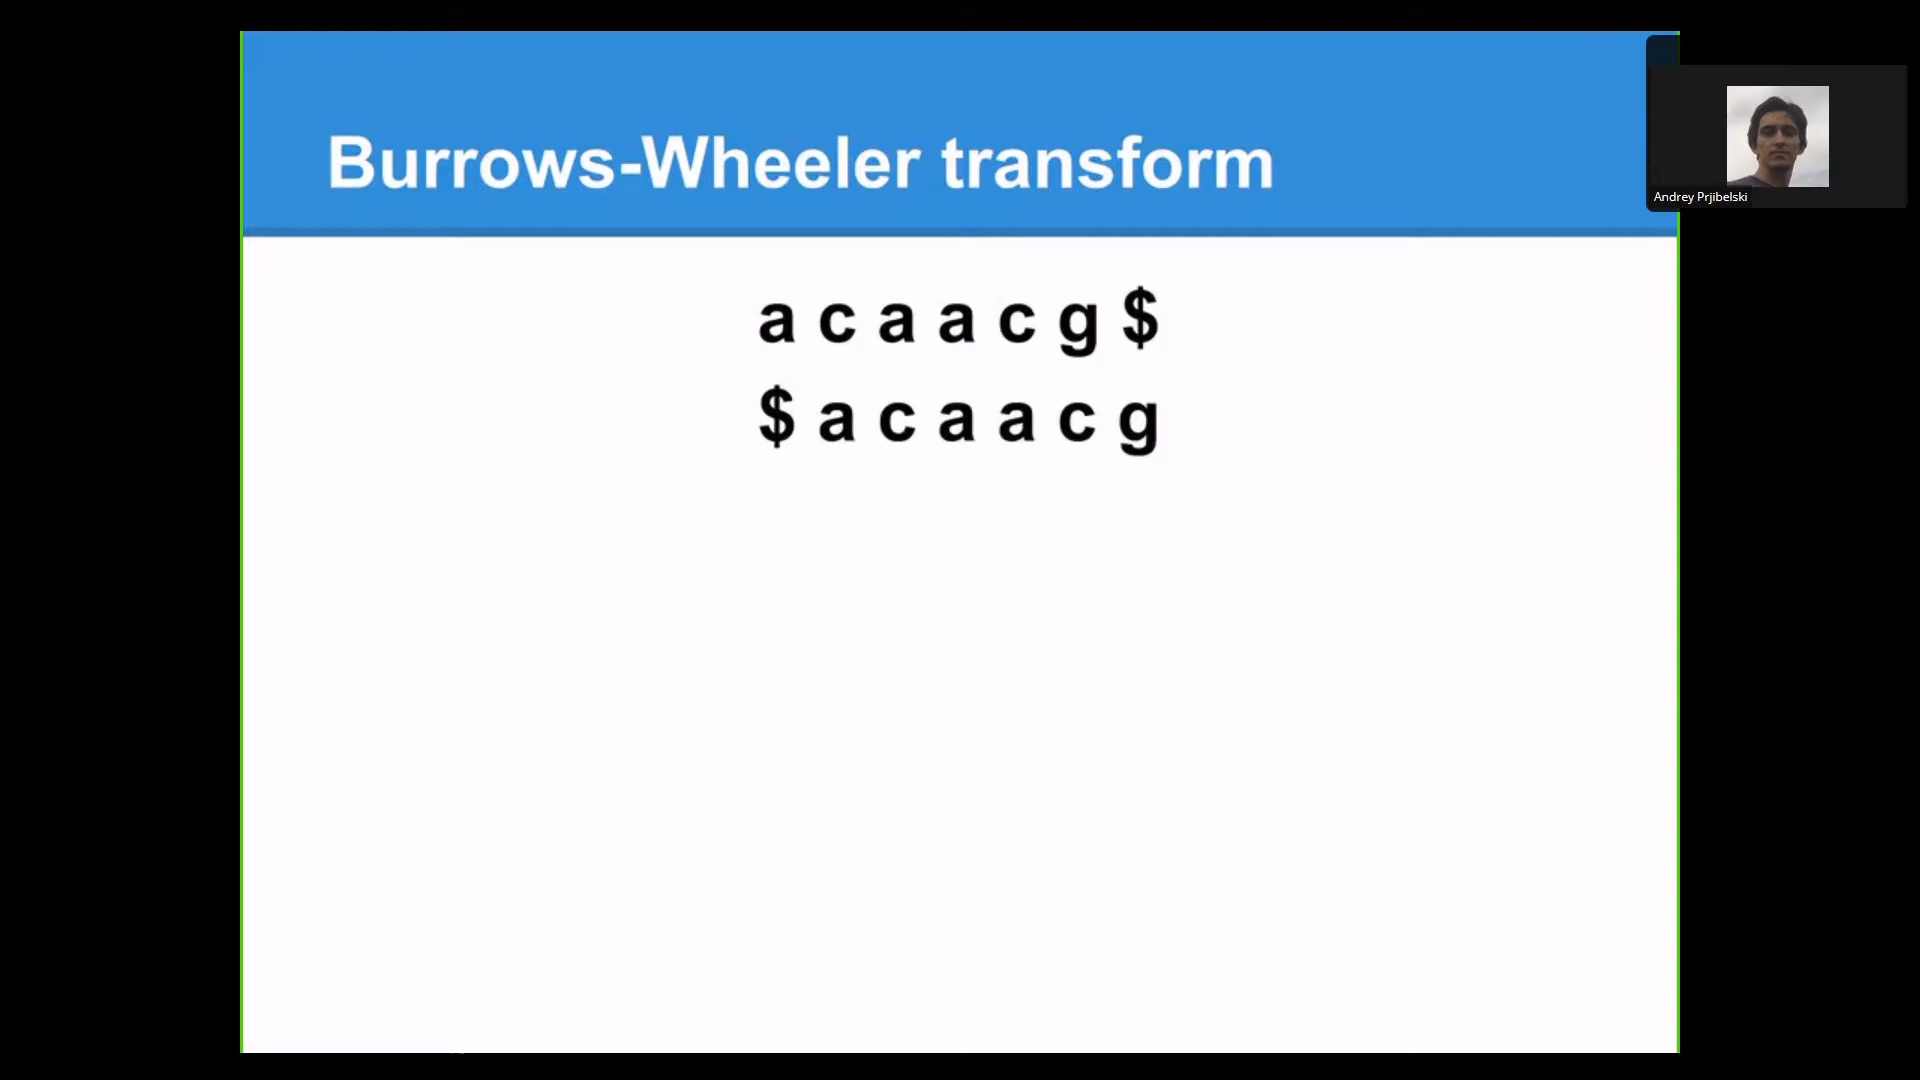 Burrows-Wheeler transform
Andrey Prjibelski
a c a a c g $
$ a c a a c g